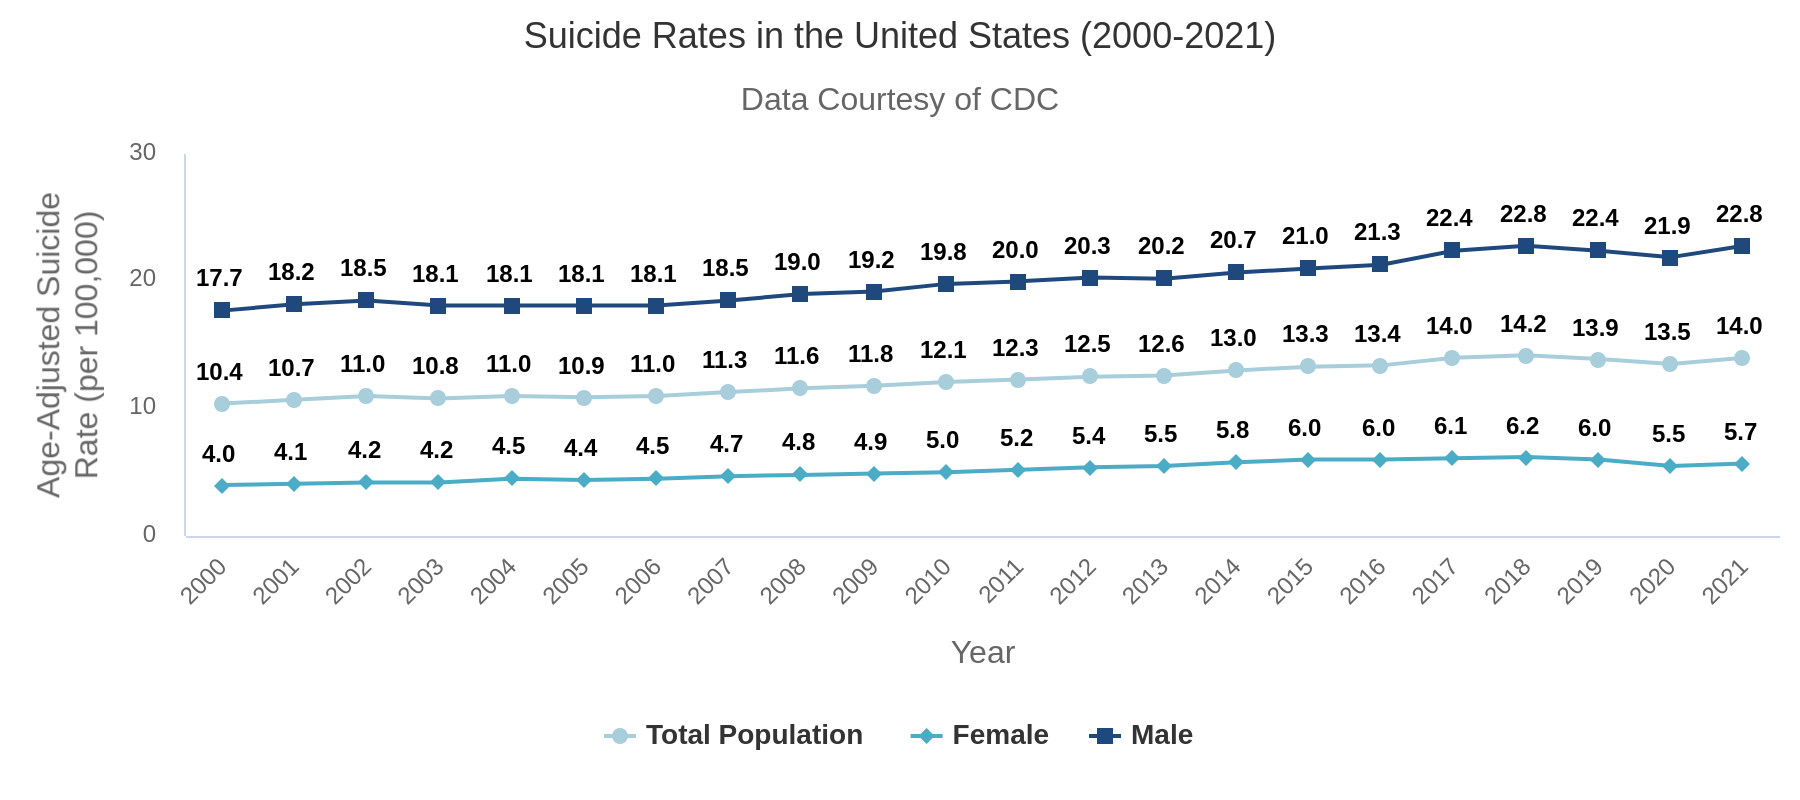 Suicide Rates in the United States (2000-2021)
Data Courtesy of CDC
Age-Adjusted Suicide
Rate (per 100,000)
30
20
10
0
17.7 18.2 18.5 18.1 18.1 18.1 18.1 18.5 19.0 19.2 19.8 20.0 20.3 20.2 20.7 21.0 21.3 22.4 22.8 22.4 21.9 22.8
10.4 10.7 11.0 10.8 11.0 10.9 11.0 11.3 11.6 11.8 12.1 12.3 12.5 12.6 13.0 13.3 13.4 14.0 14.2 13.9 13.5 14.0
4.0 4.1 4.2 4.2 4.5 4.4 4.5 4.7 4.8 4.9 5.0 5.2 5.4 5.5 5.8 6.0 6.0 6.1 6.2 6.0 5.5 5.7
2000 2001 2002 2003 2004 2005 2006 2007 2008 2009 2010 2011 2012 2013 2014 2015 2016 2017 2018 2019 2020 2021
Year
Total Population Female Male